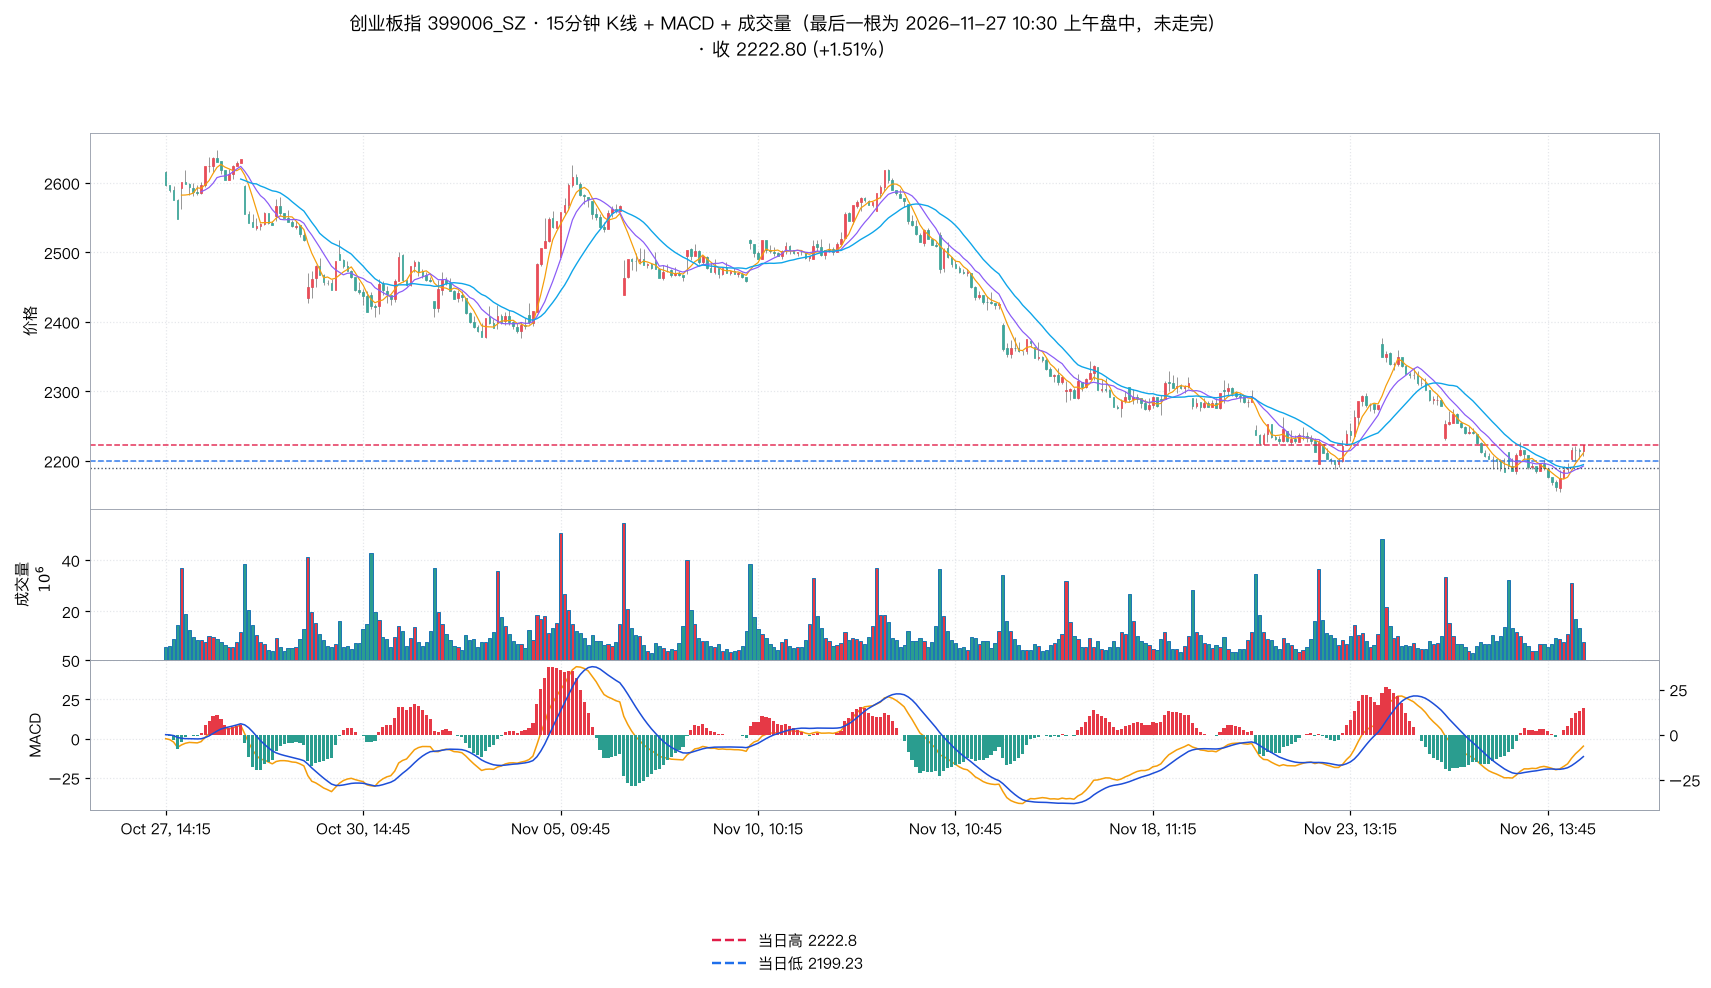 创业板指 399006_SZ · 15分钟 K线 + MACD + 成交量（最后一根为 2026−11−27 10:30 上午盘中，未走完）
· 收 2222.80 (+1.51%)
价格
2600
2500
2400
2300
2200
成交量
10⁶
40
20
MACD
50
25
0
−25
25
0
−25
Oct 27, 14:15
Oct 30, 14:45
Nov 05, 09:45
Nov 10, 10:15
Nov 13, 10:45
Nov 18, 11:15
Nov 23, 13:15
Nov 26, 13:45
当日高 2222.8
当日低 2199.23